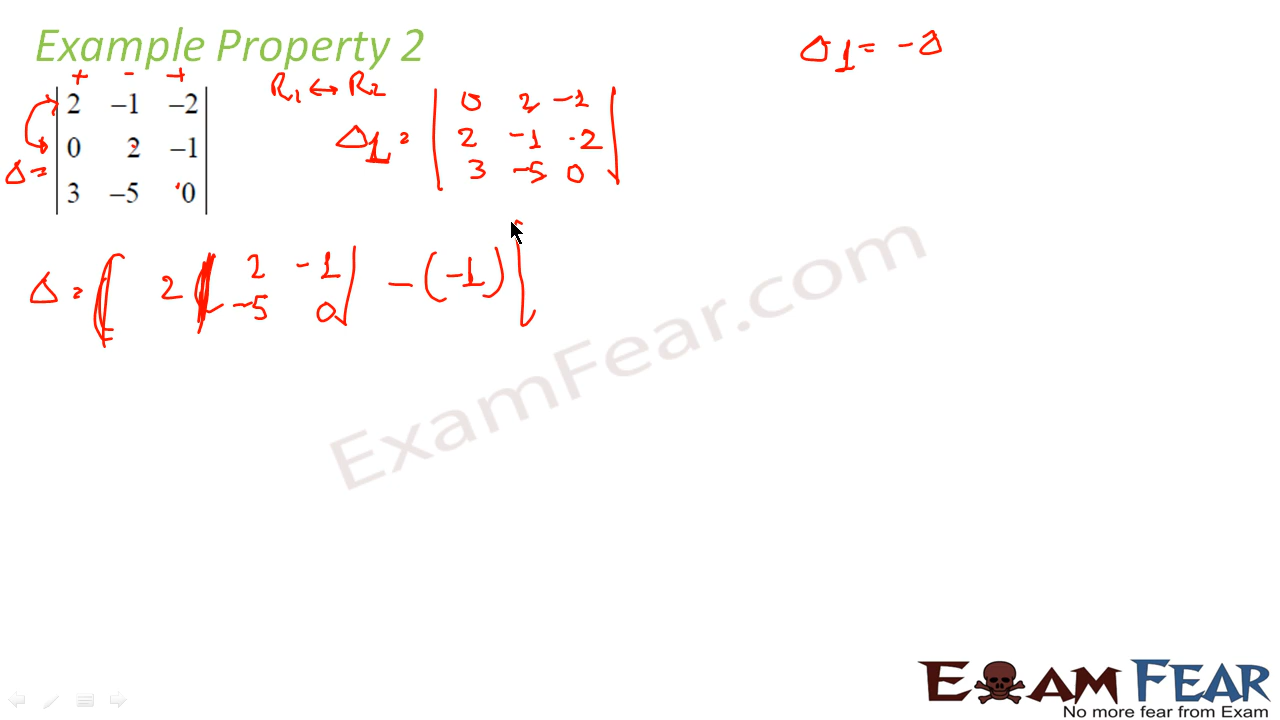 Example Property 2
Δ1 = -Δ
+ - +
R1 ↔ R2
Δ =
2 −1 −2
0 2 −1
3 −5 0
Δ1 =
0 2 -1
2 -1 -2
3 -5 0
Δ = 2 | 2 -1 | - (-1) |
-5 0
ExamFear.com
EXAM FEAR
No more fear from Exam